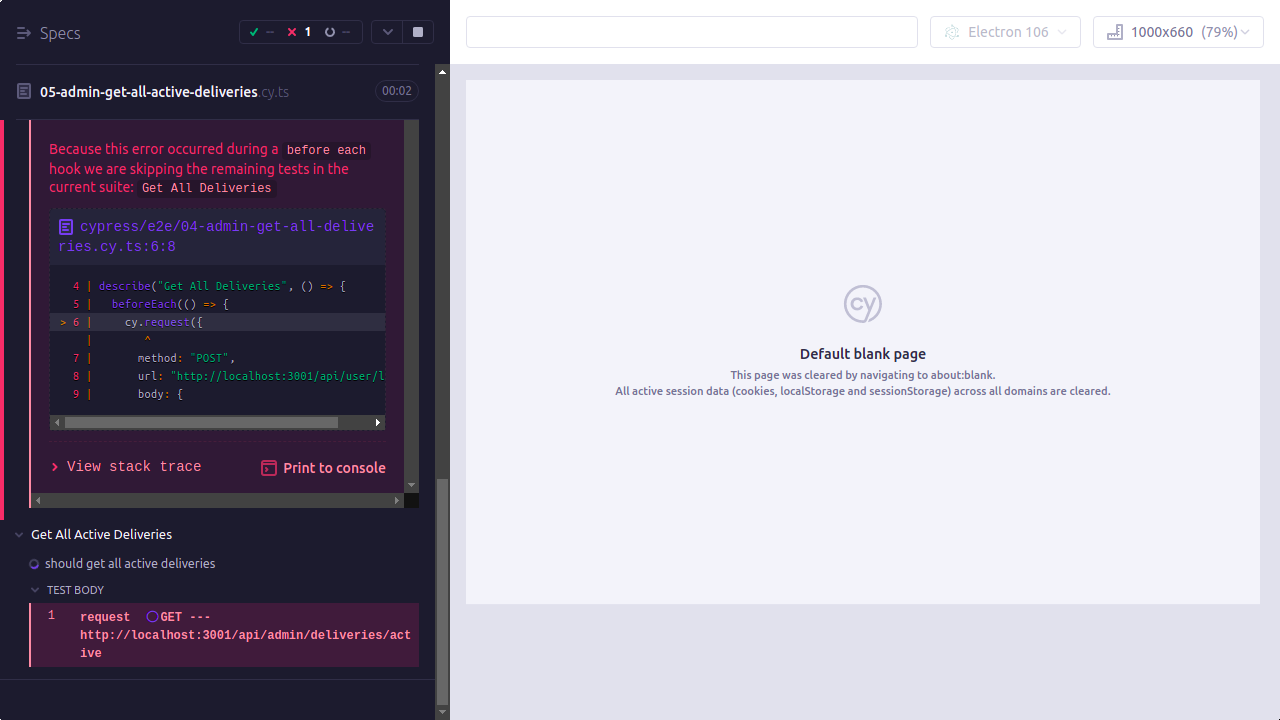 Specs
-- 1 --
Electron 106
1000x660 (79%)
05-admin-get-all-active-deliveries.cy.ts
00:02
Because this error occurred during a before each
hook we are skipping the remaining tests in the
current suite: Get All Deliveries
cypress/e2e/04-admin-get-all-delive
ries.cy.ts:6:8
4 | describe("Get All Deliveries", () => {
5 | beforeEach(() => {
> 6 | cy.request({
| ^
7 | method: "POST",
8 | url: "http://localhost:3001/api/user/l
9 | body: {
View stack trace
Print to console
Get All Active Deliveries
should get all active deliveries
TEST BODY
1 request GET ---
http://localhost:3001/api/admin/deliveries/act
ive
cy
Default blank page
This page was cleared by navigating to about:blank.
All active session data (cookies, localStorage and sessionStorage) across all domains are cleared.